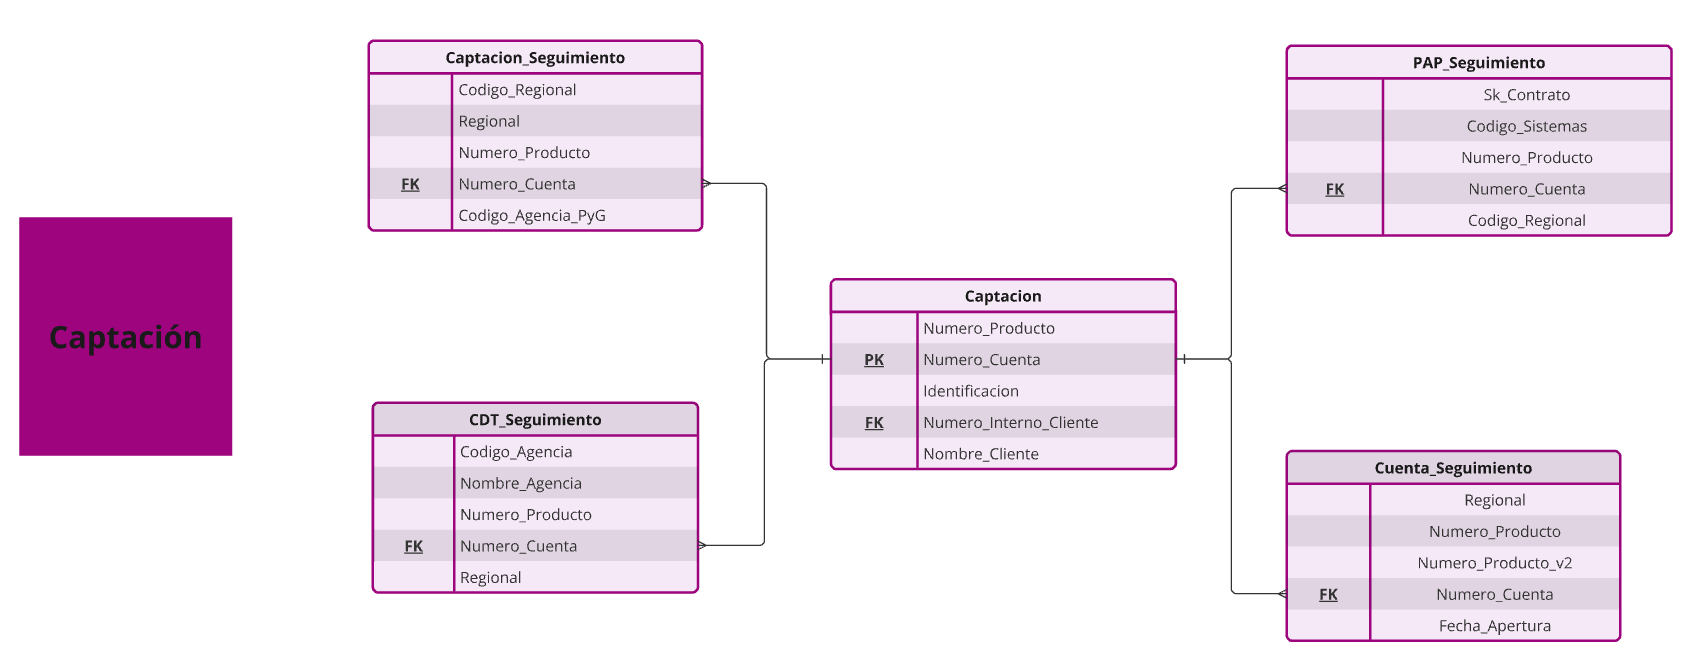 Captación
Captacion_Seguimiento
Codigo_Regional
Regional
Numero_Producto
FK Numero_Cuenta
Codigo_Agencia_PyG
CDT_Seguimiento
Codigo_Agencia
Nombre_Agencia
Numero_Producto
FK Numero_Cuenta
Regional
Captacion
Numero_Producto
PK Numero_Cuenta
Identificacion
FK Numero_Interno_Cliente
Nombre_Cliente
PAP_Seguimiento
Sk_Contrato
Codigo_Sistemas
Numero_Producto
FK Numero_Cuenta
Codigo_Regional
Cuenta_Seguimiento
Regional
Numero_Producto
Numero_Producto_v2
FK Numero_Cuenta
Fecha_Apertura